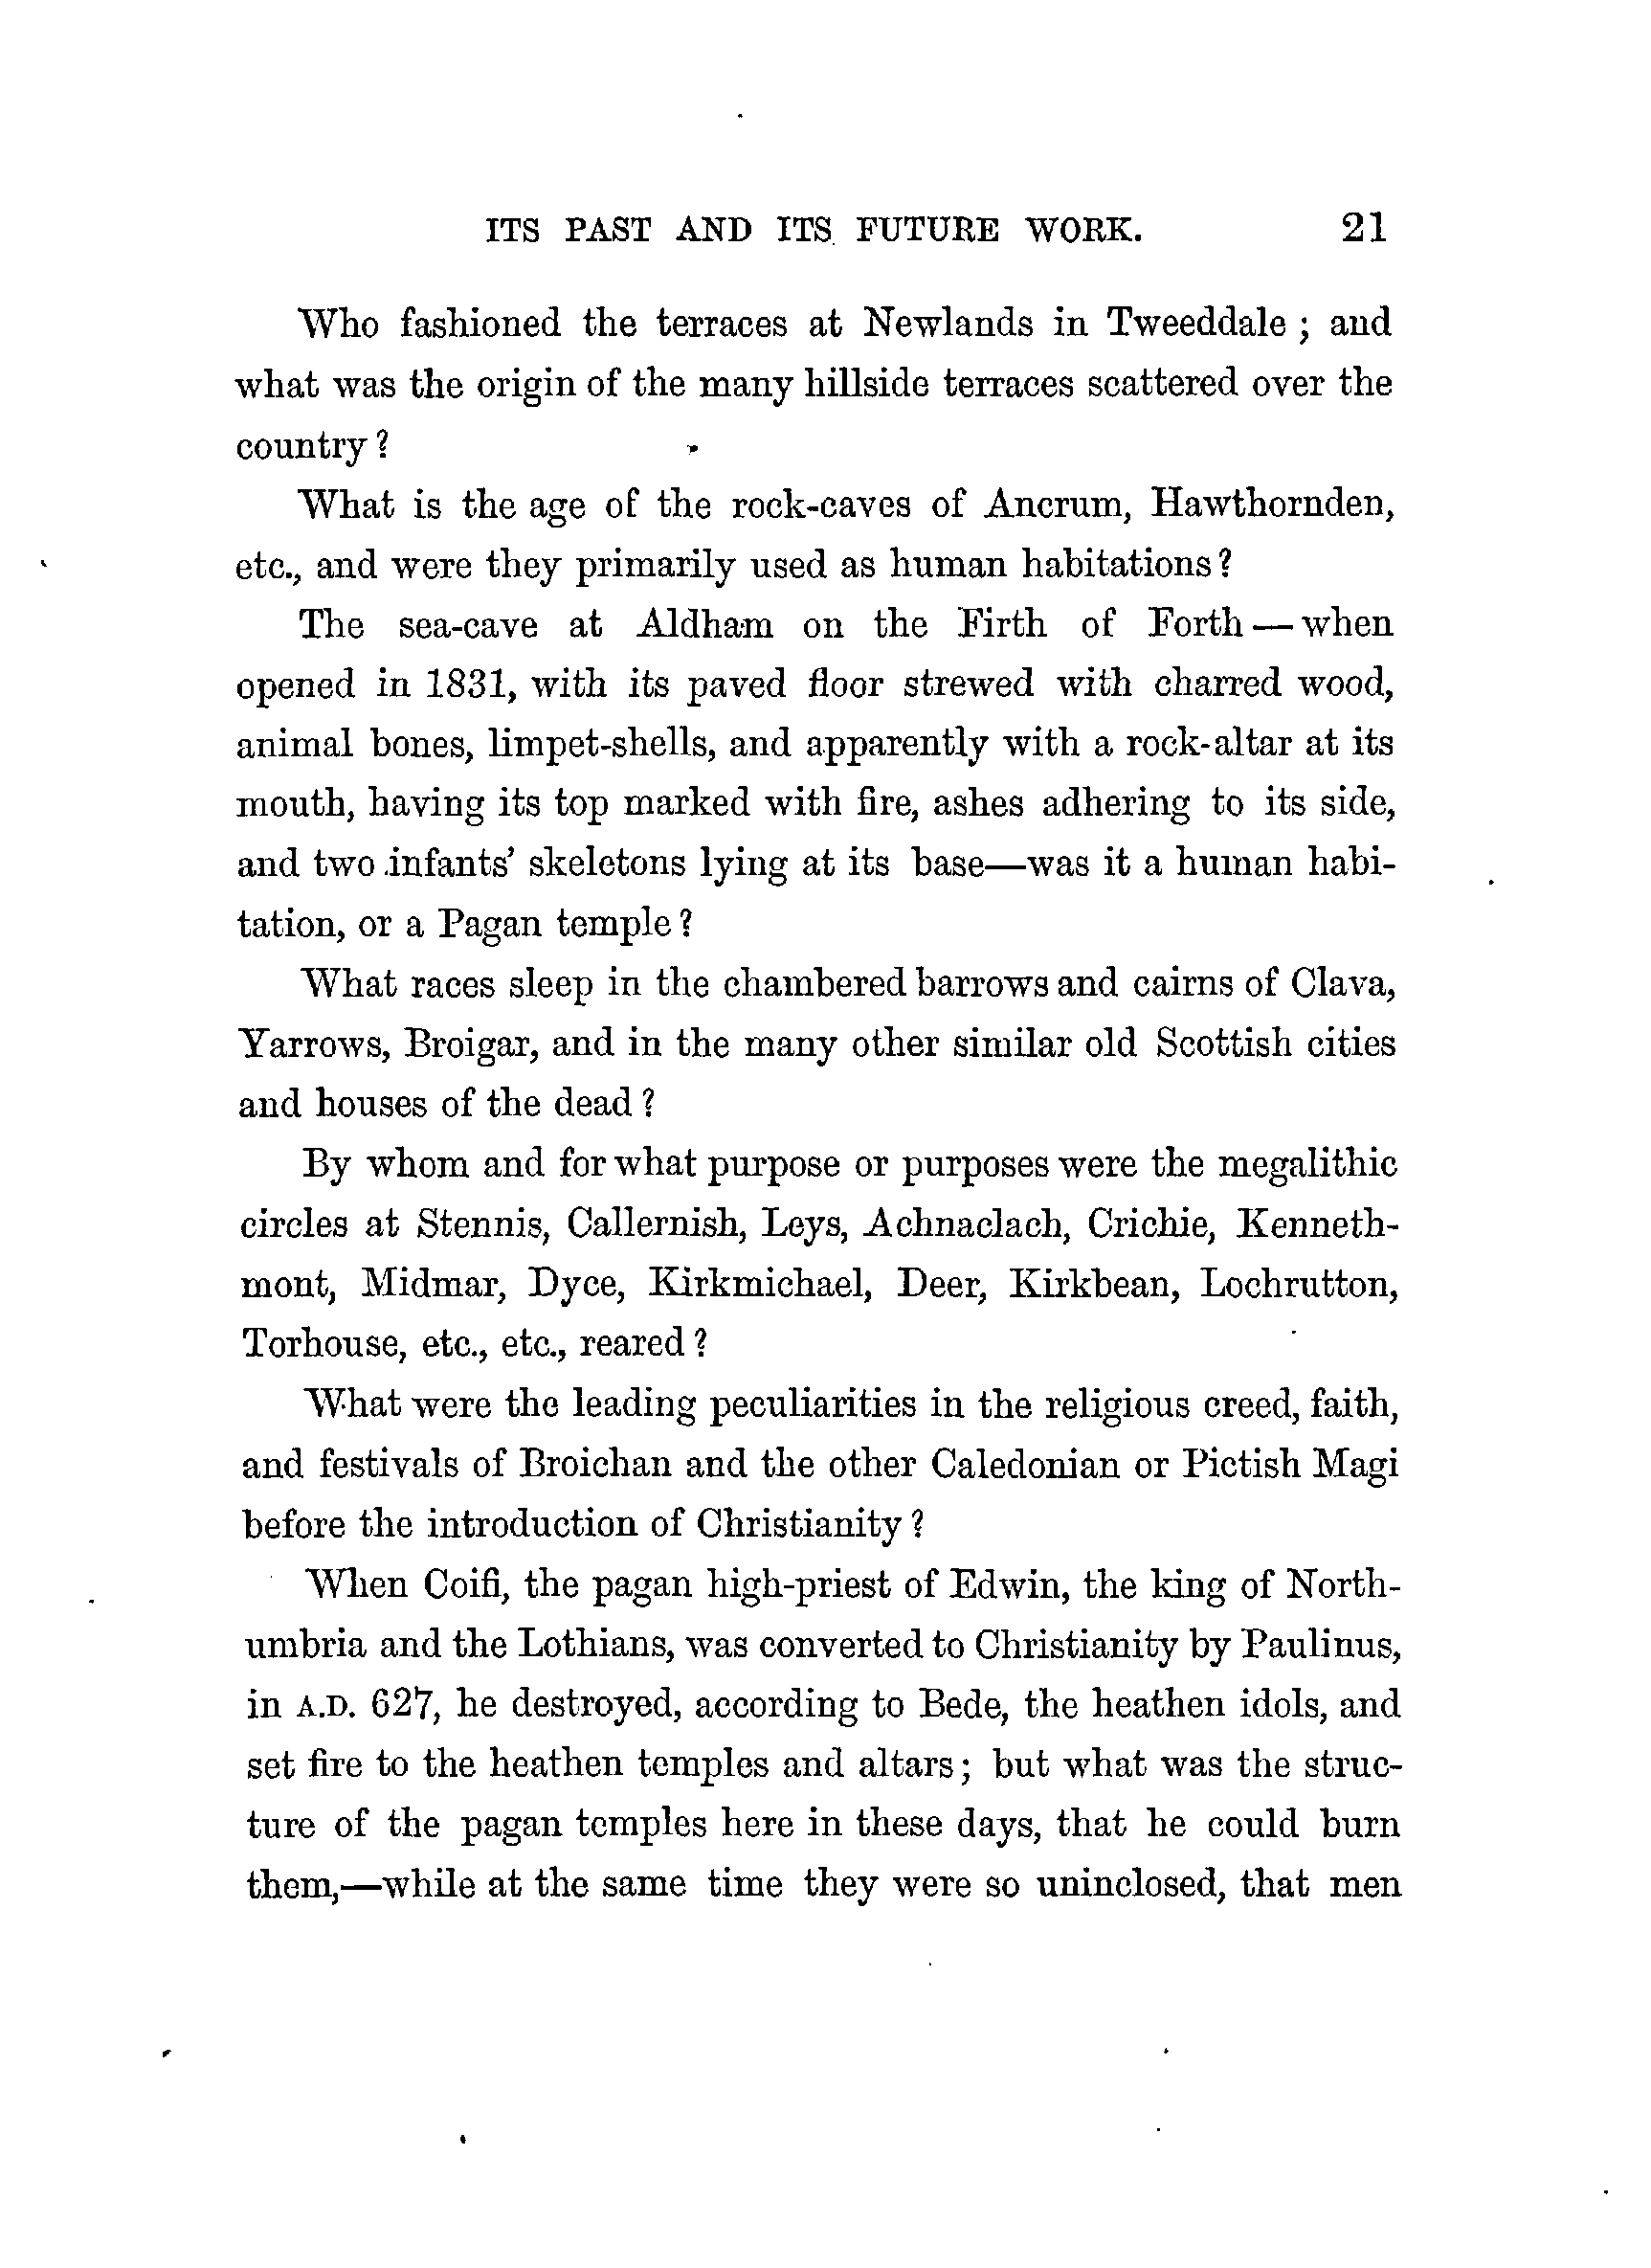 ITS PAST AND ITS FUTURE WORK. 21
Who fashioned the terraces at Newlands in Tweeddale ; and
what was the origin of the many hillside terraces scattered over the
country ?
What is the age of the rock-caves of Ancrum, Hawthornden,
etc., and were they primarily used as human habitations ?
The sea-cave at Aldham on the Firth of Forth — when
opened in 1831, with its paved floor strewed with charred wood,
animal bones, limpet-shells, and apparently with a rock-altar at its
mouth, having its top marked with fire, ashes adhering to its side,
and two infants' skeletons lying at its base—was it a human habi-
tation, or a Pagan temple ?
What races sleep in the chambered barrows and cairns of Clava,
Yarrows, Broigar, and in the many other similar old Scottish cities
and houses of the dead ?
By whom and for what purpose or purposes were the megalithic
circles at Stennis, Callernish, Leys, Achnaclach, Crichie, Kenneth-
mont, Midmar, Dyce, Kirkmichael, Deer, Kirkbean, Lochrutton,
Torhouse, etc., etc., reared ?
What were the leading peculiarities in the religious creed, faith,
and festivals of Broichan and the other Caledonian or Pictish Magi
before the introduction of Christianity ?
When Coifi, the pagan high-priest of Edwin, the king of North-
umbria and the Lothians, was converted to Christianity by Paulinus,
in A.D. 627, he destroyed, according to Bede, the heathen idols, and
set fire to the heathen temples and altars ; but what was the struc-
ture of the pagan temples here in these days, that he could burn
them,—while at the same time they were so uninclosed, that men